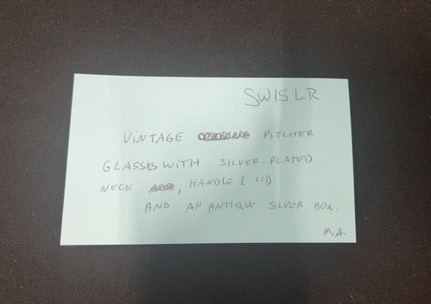 SW15LR
VINTAGE PITCHER
GLASSES WITH SILVER-PLATED
NECK, HANDLE & LID
AND AN ANTIQUE SILVER BOX.
M.A.